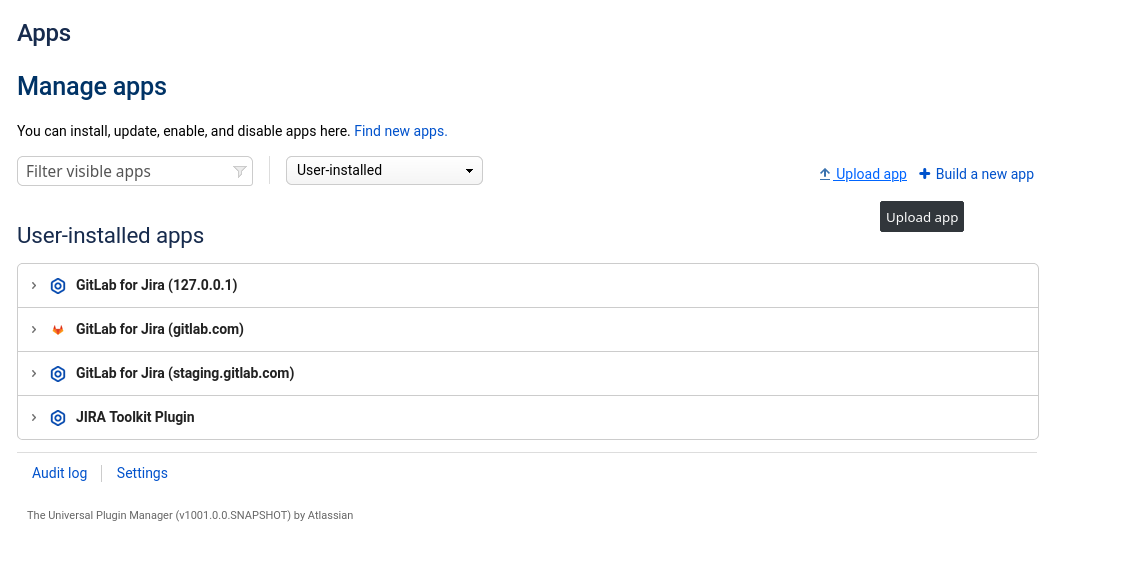 Apps
Manage apps
You can install, update, enable, and disable apps here. Find new apps.
Filter visible apps
User-installed
Upload app
Build a new app
Upload app
User-installed apps
GitLab for Jira (127.0.0.1)
GitLab for Jira (gitlab.com)
GitLab for Jira (staging.gitlab.com)
JIRA Toolkit Plugin
Audit log
Settings
The Universal Plugin Manager (v1001.0.0.SNAPSHOT) by Atlassian